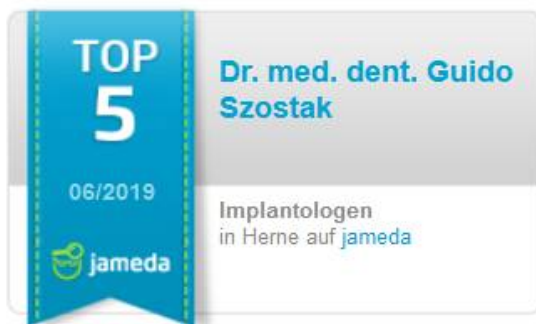 TOP
5
06/2019
jameda
Dr. med. dent. Guido
Szostak
Implantologen
in Herne auf jameda